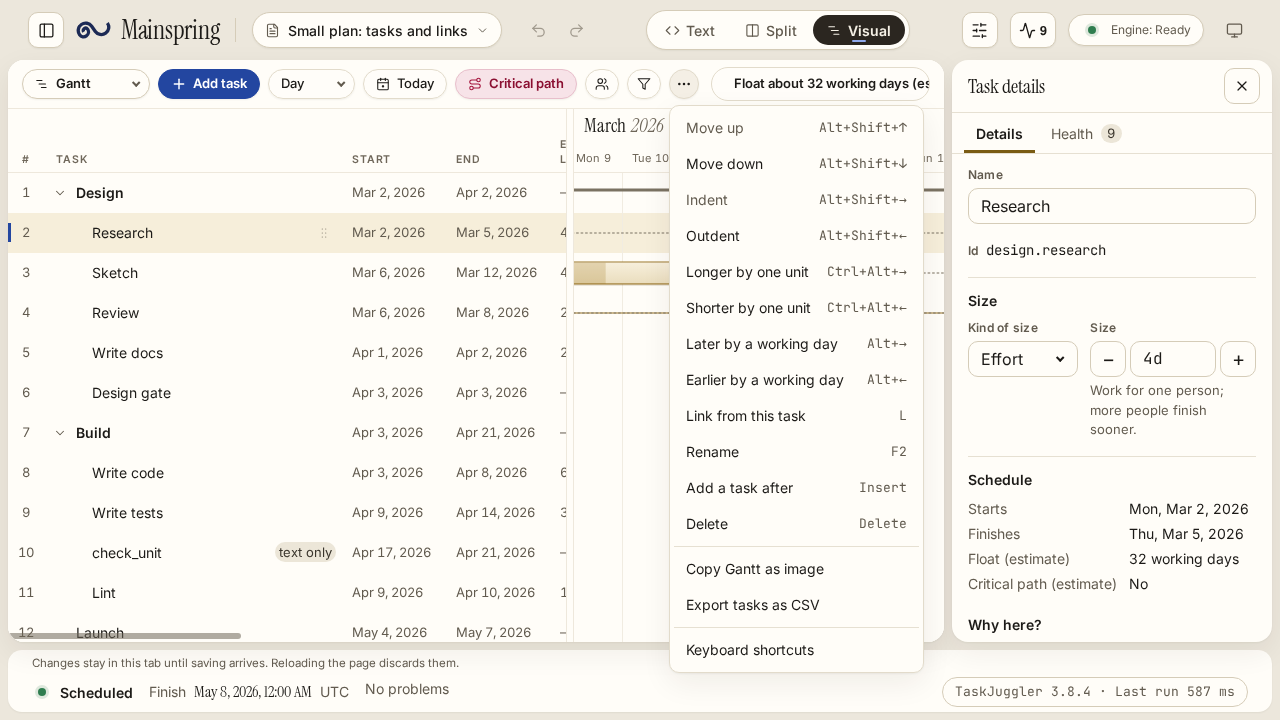 Mainspring
Small plan: tasks and links
Text
Split
Visual
9
Engine: Ready
Gantt
Add task
Day
Today
Critical path
Float about 32 working days (es
# TASK START END
March 2026
Mon 9 Tue 10
1 Design Mar 2, 2026 Apr 2, 2026 –
2 Research Mar 2, 2026 Mar 5, 2026 4
3 Sketch Mar 6, 2026 Mar 12, 2026 4
4 Review Mar 6, 2026 Mar 8, 2026 2
5 Write docs Apr 1, 2026 Apr 2, 2026 2
6 Design gate Apr 3, 2026 Apr 3, 2026 –
7 Build Apr 3, 2026 Apr 21, 2026 –
8 Write code Apr 3, 2026 Apr 8, 2026 6
9 Write tests Apr 9, 2026 Apr 14, 2026 3
10 check_unit text only Apr 17, 2026 Apr 21, 2026 –
11 Lint Apr 9, 2026 Apr 10, 2026 1
12 Launch May 4, 2026 May 7, 2026 –
Move up Alt+Shift+↑
Move down Alt+Shift+↓
Indent Alt+Shift+→
Outdent Alt+Shift+←
Longer by one unit Ctrl+Alt+→
Shorter by one unit Ctrl+Alt+←
Later by a working day Alt+→
Earlier by a working day Alt+←
Link from this task L
Rename F2
Add a task after Insert
Delete Delete
Copy Gantt as image
Export tasks as CSV
Keyboard shortcuts
Task details
Details
Health 9
Name
Research
Id design.research
Size
Kind of size Size
Effort − 4d +
Work for one person;
more people finish
sooner.
Schedule
Starts Mon, Mar 2, 2026
Finishes Thu, Mar 5, 2026
Float (estimate) 32 working days
Critical path (estimate) No
Why here?
Changes stay in this tab until saving arrives. Reloading the page discards them.
Scheduled Finish May 8, 2026, 12:00 AM UTC No problems
TaskJuggler 3.8.4 · Last run 587 ms